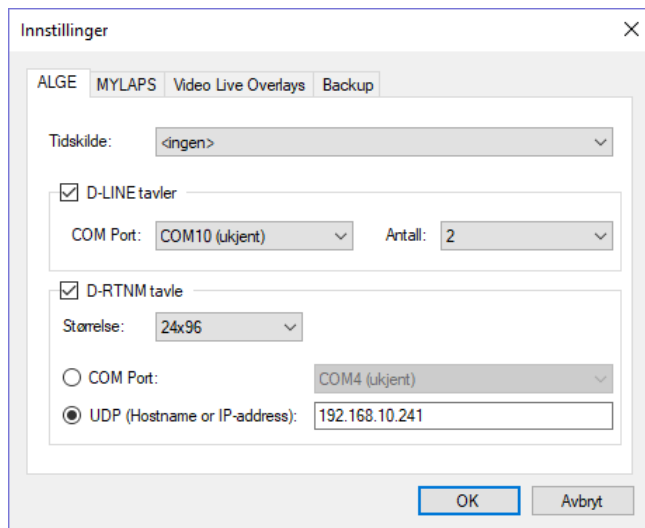 Innstillinger
ALGE MYLAPS Video Live Overlays Backup
Tidskilde: <ingen>
D-LINE tavler
COM Port: COM10 (ukjent) Antall: 2
D-RTNM tavle
Størrelse: 24x96
COM Port: COM4 (ukjent)
UDP (Hostname or IP-address): 192.168.10.241
OK Avbryt